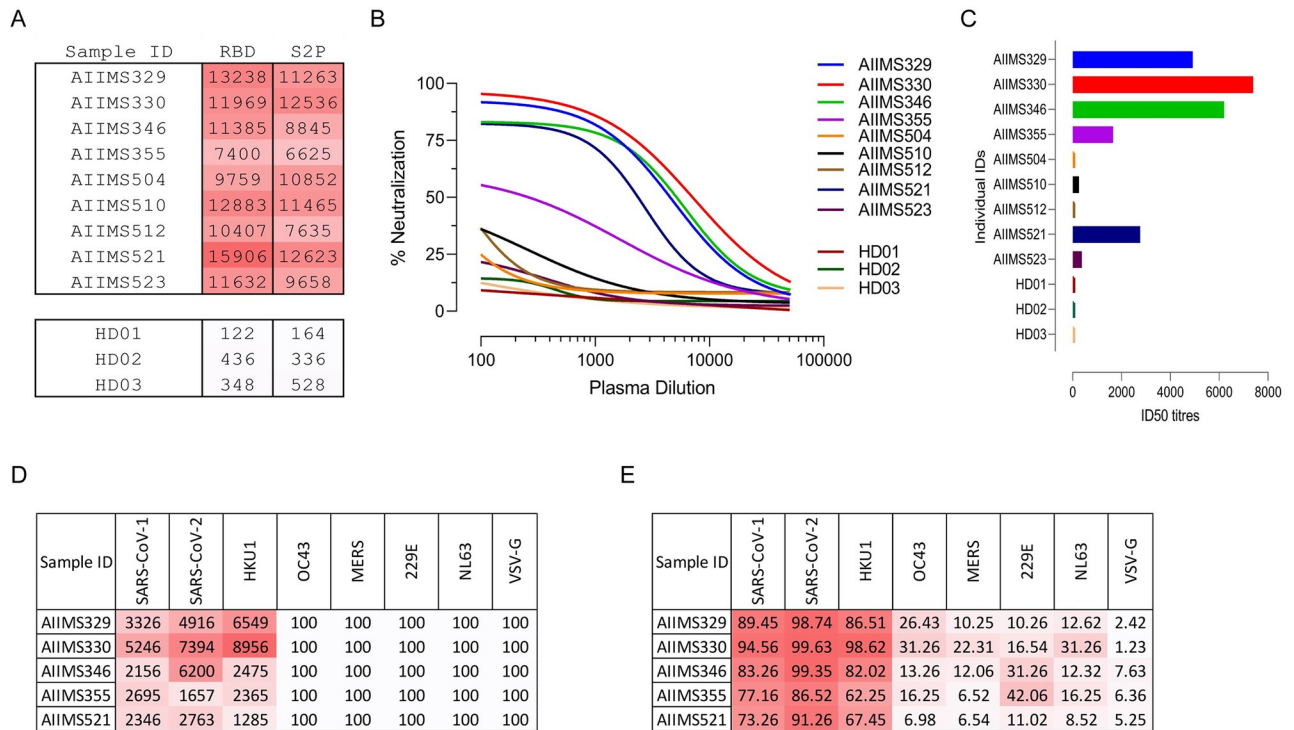 A
Sample ID RBD S2P
AIIMS329 13238 11263
AIIMS330 11969 12536
AIIMS346 11385 8845
AIIMS355 7400 6625
AIIMS504 9759 10852
AIIMS510 12883 11465
AIIMS512 10407 7635
AIIMS521 15906 12623
AIIMS523 11632 9658
HD01 122 164
HD02 436 336
HD03 348 528
B
% Neutralization
100
75
50
25
0
100 1000 10000 100000
Plasma Dilution
AIIMS329
AIIMS330
AIIMS346
AIIMS355
AIIMS504
AIIMS510
AIIMS512
AIIMS521
AIIMS523
HD01
HD02
HD03
C
Individual IDs
AIIMS329
AIIMS330
AIIMS346
AIIMS355
AIIMS504
AIIMS510
AIIMS512
AIIMS521
AIIMS523
HD01
HD02
HD03
0 2000 4000 6000 8000
ID50 titres
D
Sample ID SARS-CoV-1 SARS-CoV-2 HKU1 OC43 MERS 229E NL63 VSV-G
AIIMS329 3326 4916 6549 100 100 100 100 100
AIIMS330 5246 7394 8956 100 100 100 100 100
AIIMS346 2156 6200 2475 100 100 100 100 100
AIIMS355 2695 1657 2365 100 100 100 100 100
AIIMS521 2346 2763 1285 100 100 100 100 100
E
Sample ID SARS-CoV-1 SARS-CoV-2 HKU1 OC43 MERS 229E NL63 VSV-G
AIIMS329 89.45 98.74 86.51 26.43 10.25 10.26 12.62 2.42
AIIMS330 94.56 99.63 98.62 31.26 22.31 16.54 31.26 1.23
AIIMS346 83.26 99.35 82.02 13.26 12.06 31.26 12.32 7.63
AIIMS355 77.16 86.52 62.25 16.25 6.52 42.06 16.25 6.36
AIIMS521 73.26 91.26 67.45 6.98 6.54 11.02 8.52 5.25